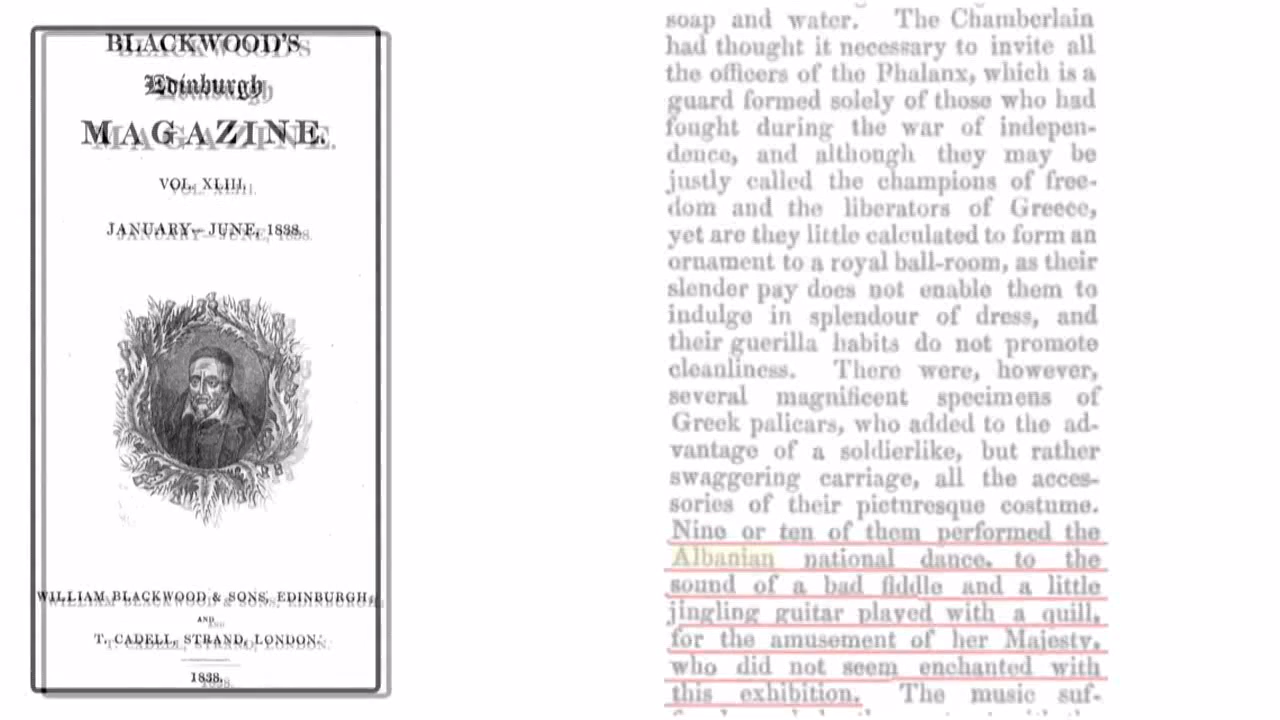 BLACKWOOD'S
Edinburgh
MAGAZINE.
VOL. XLIII.
JANUARY—JUNE, 1838.
WILLIAM BLACKWOOD & SONS, EDINBURGH;
AND
T. CADELL, STRAND, LONDON.
1838.
soap and water. The Chamberlain
had thought it necessary to invite all
the officers of the Phalanx, which is a
guard formed solely of those who had
fought during the war of indepen-
dence, and although they may be
justly called the champions of free-
dom and the liberators of Greece,
yet are they little calculated to form an
ornament to a royal ball-room, as their
slender pay does not enable them to
indulge in splendour of dress, and
their guerilla habits do not promote
cleanliness. There were, however,
several magnificent specimens of
Greek palicars, who added to the ad-
vantage of a soldierlike, but rather
swaggering carriage, all the acces-
sories of their picturesque costume.
Nine or ten of them performed the
Albanian national dance, to the
sound of a bad fiddle and a little
jingling guitar played with a quill,
for the amusement of her Majesty,
who did not seem enchanted with
this exhibition. The music suf-